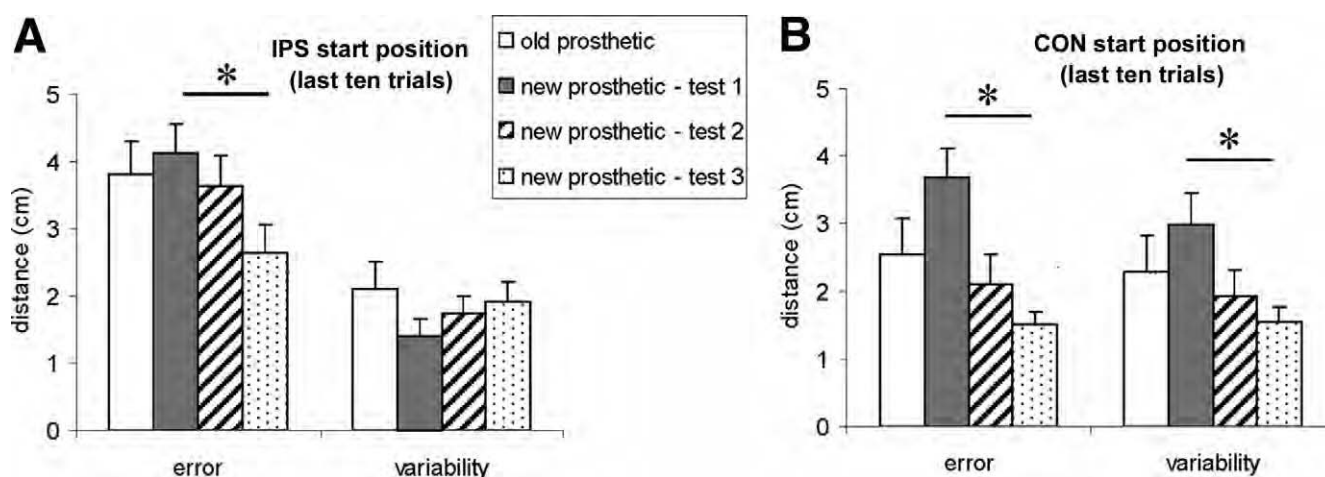 A
IPS start position
(last ten trials)
*
old prosthetic
new prosthetic - test 1
new prosthetic - test 2
new prosthetic - test 3
5
4
3
2
1
0
distance (cm)
error
variability
B
CON start position
(last ten trials)
*
*
5
4
3
2
1
0
distance (cm)
error
variability